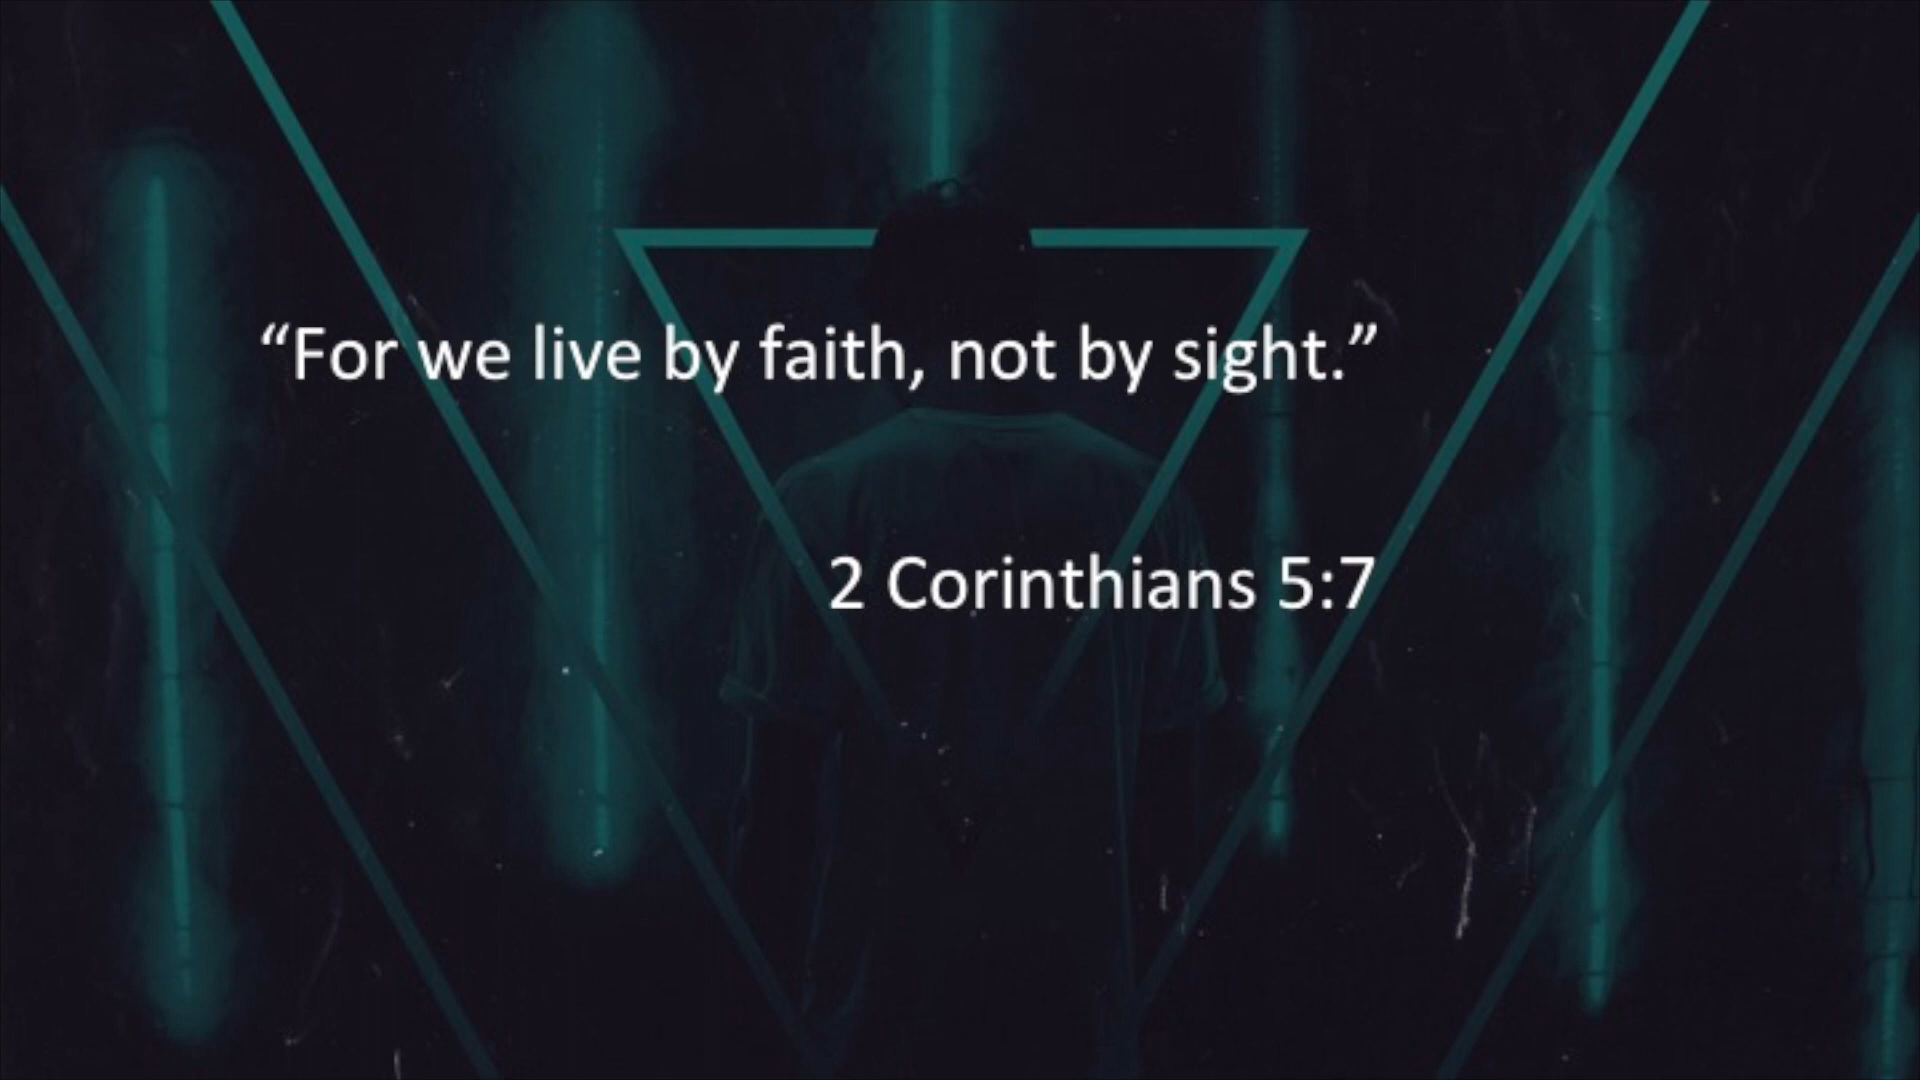 “For we live by faith, not by sight.”
2 Corinthians 5:7